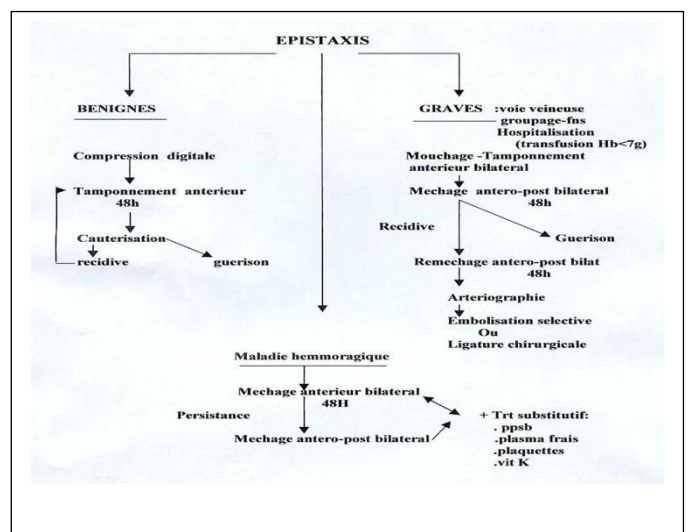 EPISTAXIS
BENIGNES
Compression digitale
Tamponnement anterieur
48h
Cauterisation
recidive
guerison
GRAVES :voie veineuse
groupage-fns
Hospitalisation
(transfusion Hb<7g)
Mouchage -Tamponnement
anterieur bilateral
Mechage antero-post bilateral
48h
Recidive
Guerison
Remechage antero-post bilat
48h
Arteriographie
Embolisation selective
Ou
Ligature chirurgicale
Maladie hemmoragique
Mechage anterieur bilateral
48H
Persistance
Mechage antero-post bilateral
+ Trt substitutif:
. ppsb
.plasma frais
.plaquettes
.vit K